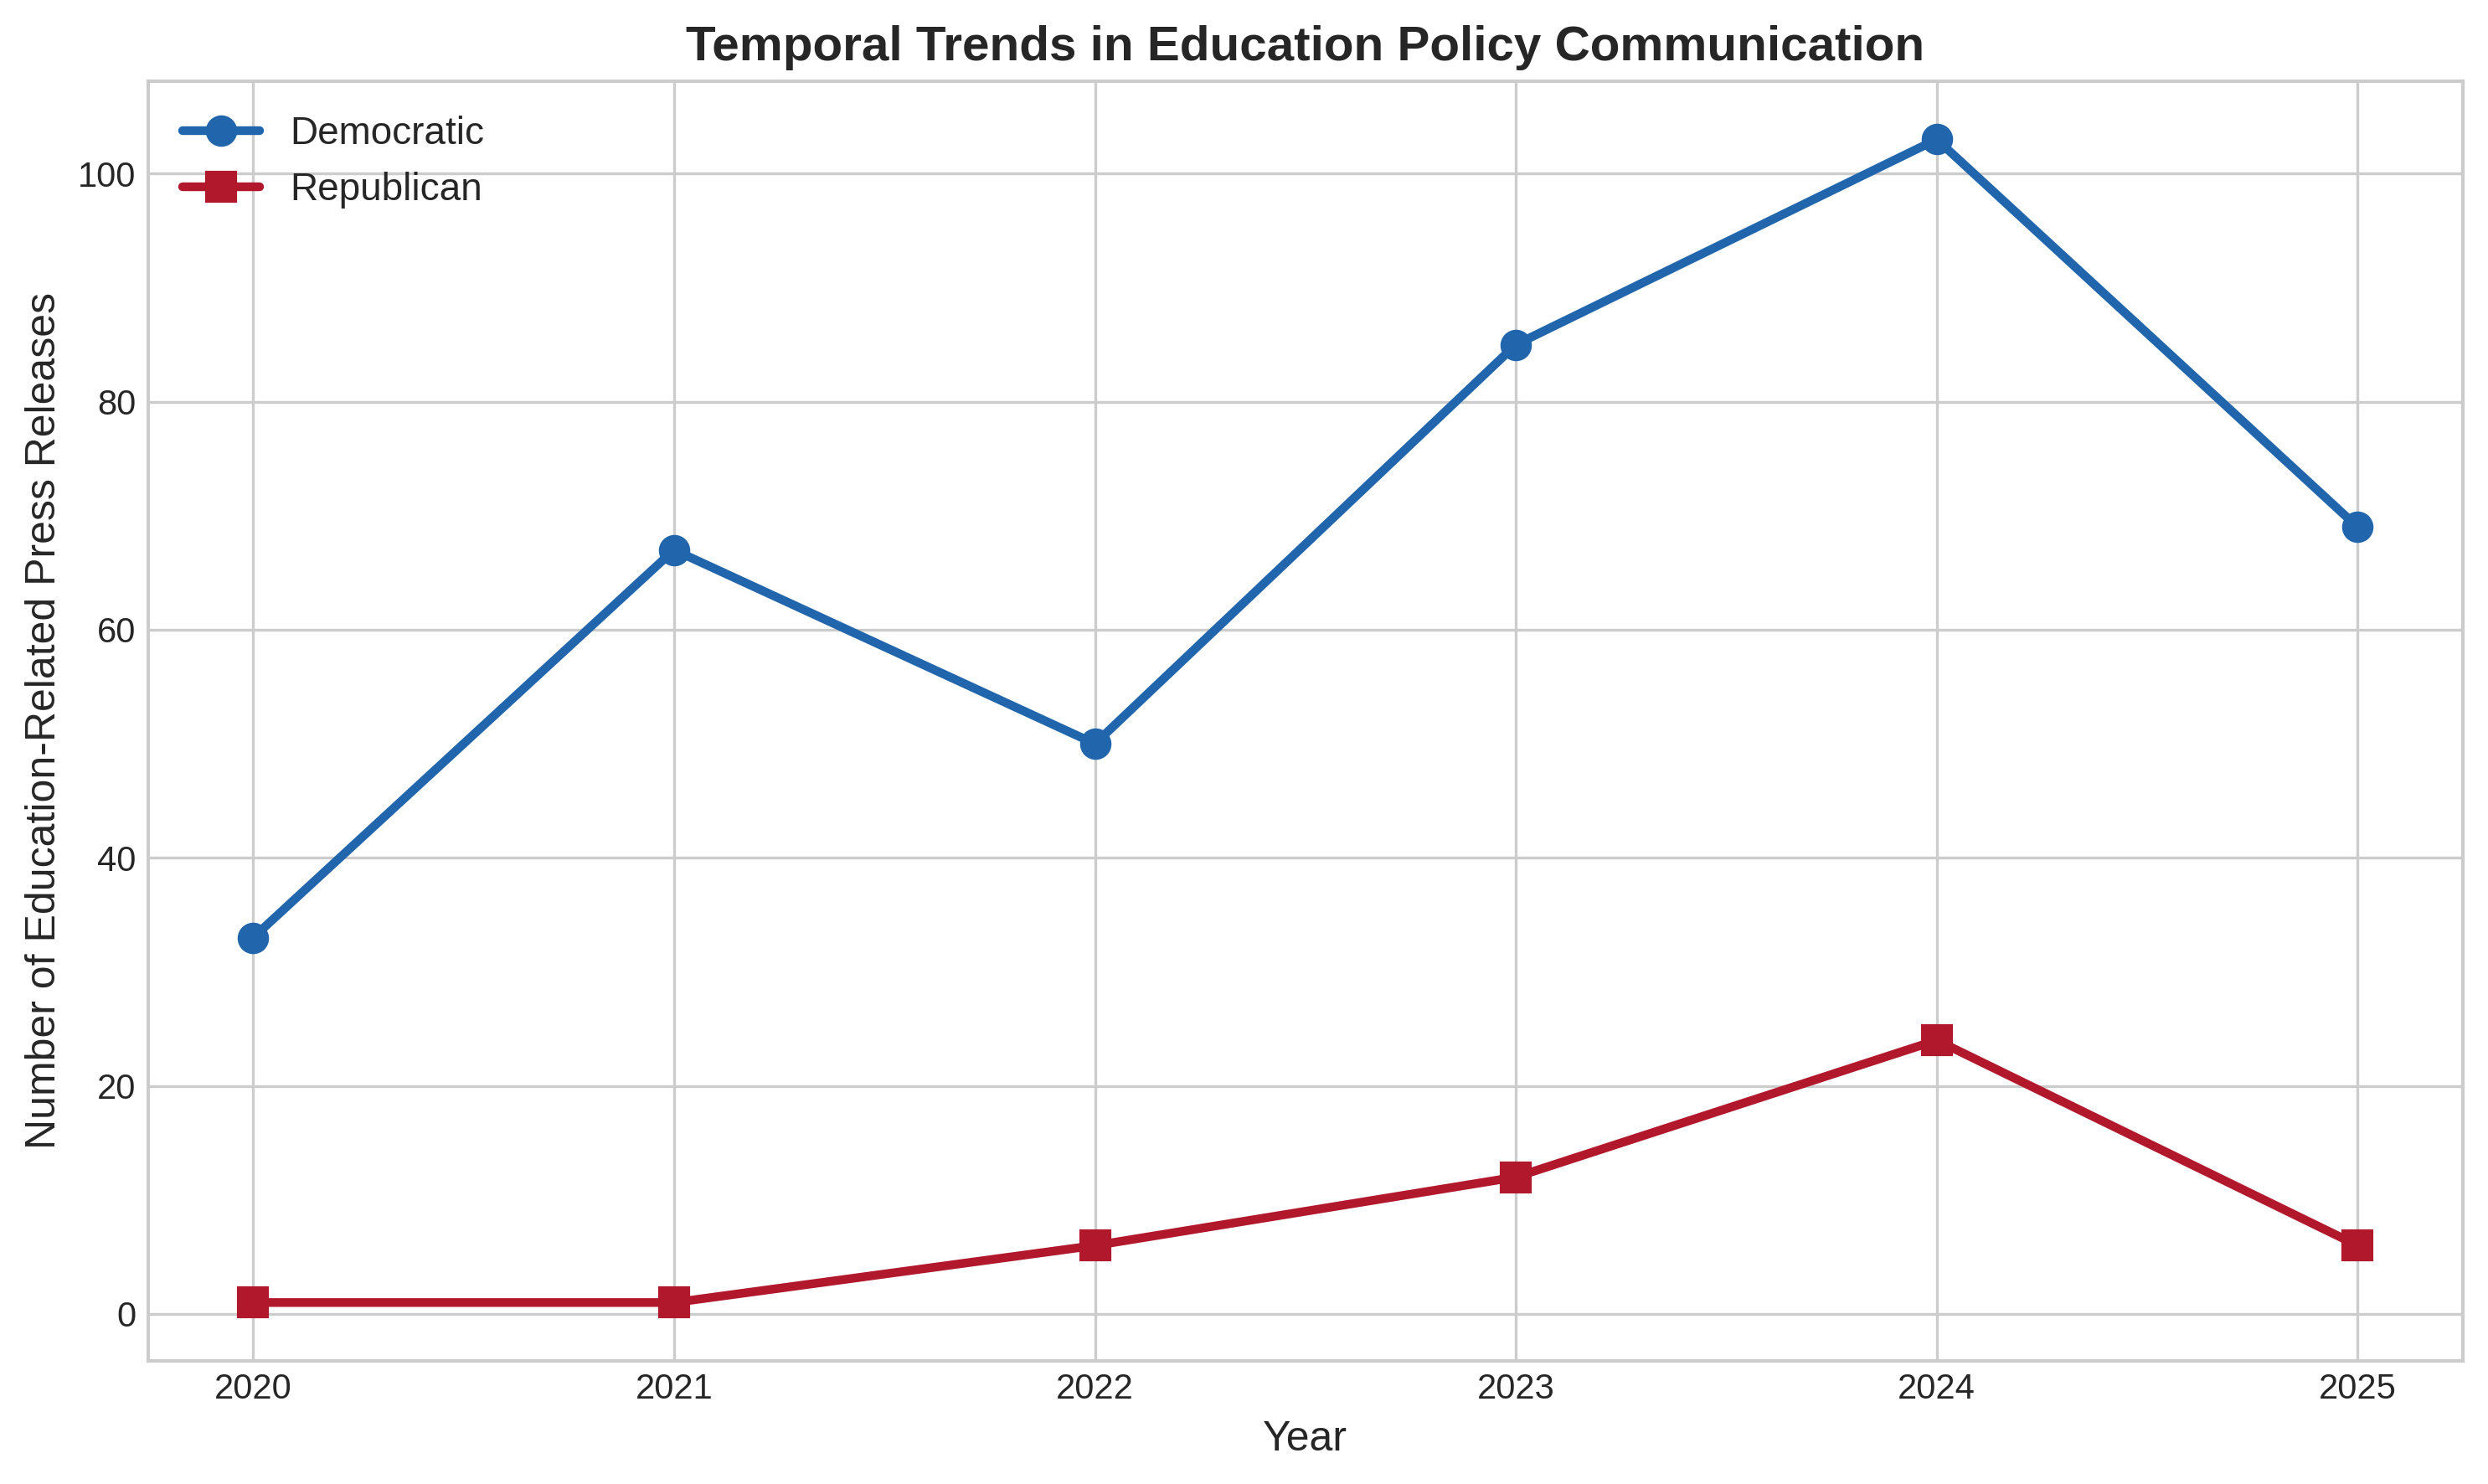 Temporal Trends in Education Policy Communication
Democratic
Republican
Number of Education-Related Press Releases
100
80
60
40
20
0
2020 2021 2022 2023 2024 2025
Year